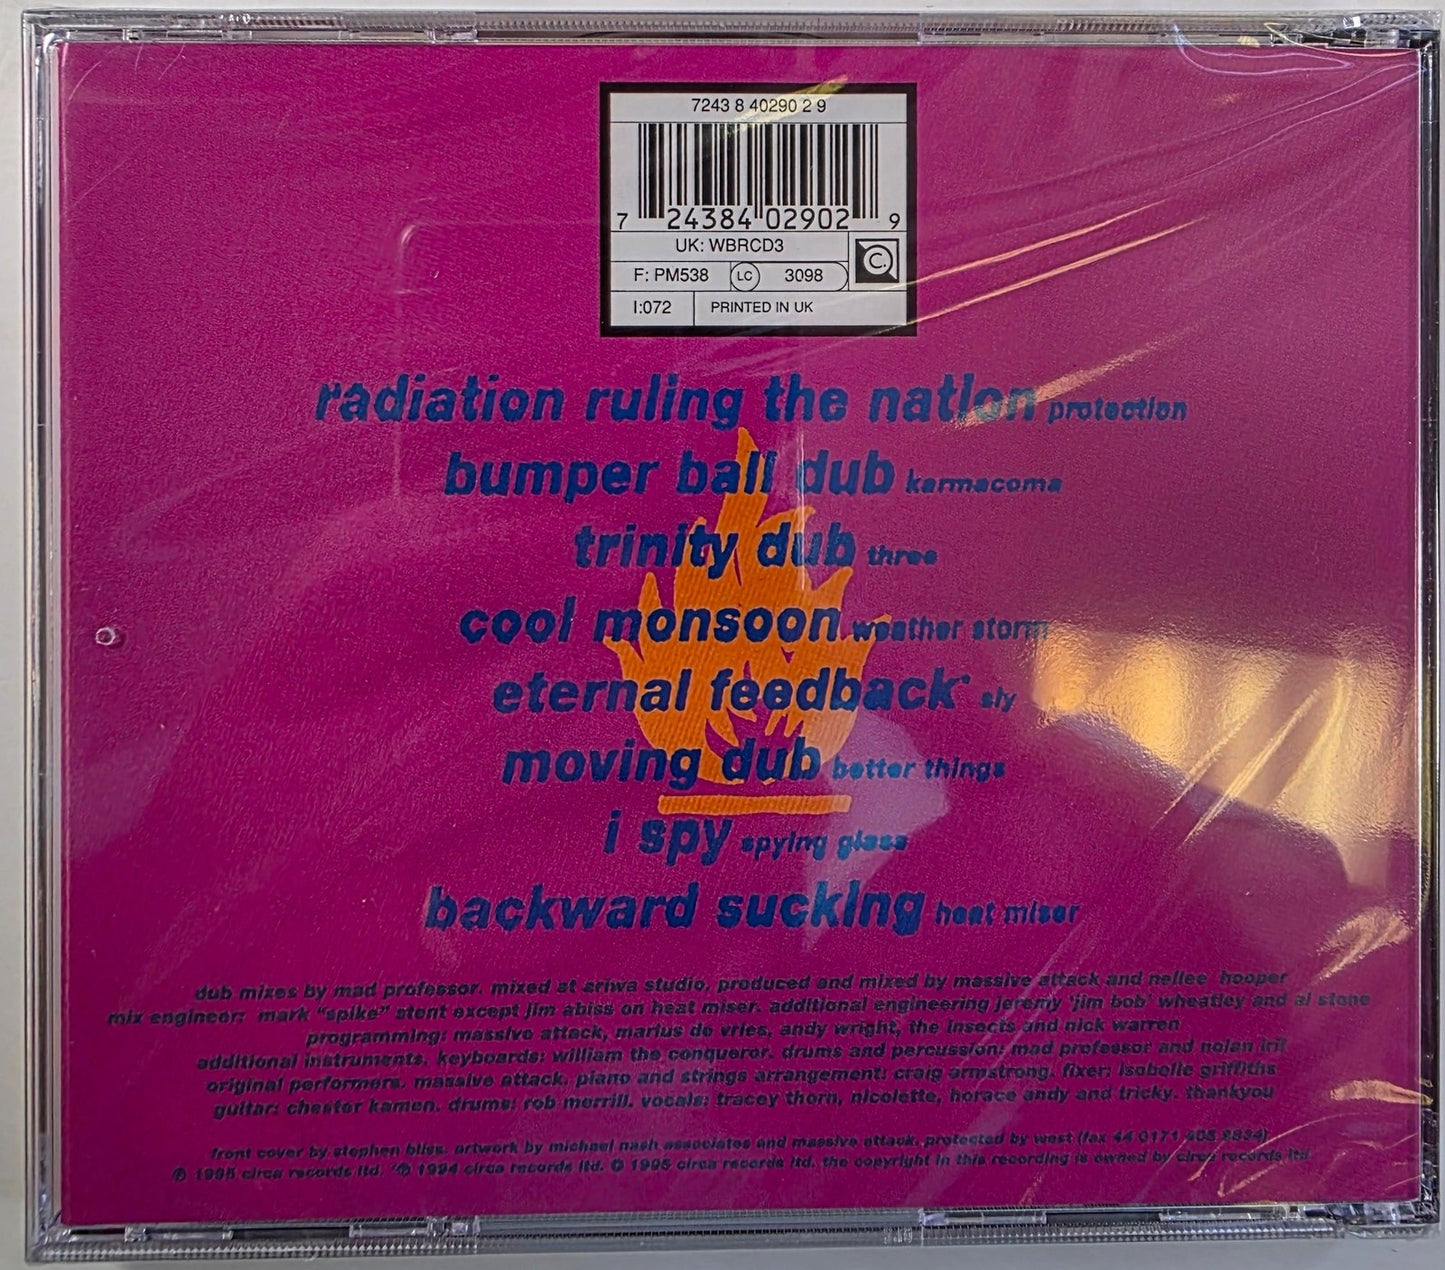 7243 8 40290 2 9
7 24384 02902 9
UK: WBRCD3
C.
F: PM538 LC 3098
I:072 PRINTED IN UK
radiation ruling the nation protection
bumper ball dub karmacoma
trinity dub three
cool monsoon weather storm
eternal feedback* sly
moving dub better things
i spy spying glass
backward sucking heat miser
dub mixes by mad professor. mixed at ariwa studio. produced and mixed by massive attack and nellee hooper
mix engineer: mark "spike" stent except jim abiss on heat miser. additional engineering jeremy 'jim bob' wheatley and al stone
programming: massive attack, marius de vries, andy wright, the insects and nick warren
additional instruments. keyboards: william the conqueror. drums and percussion: mad professor and nolan
original performers. massive attack. piano and strings arrangement: craig armstrong. fixer: isobelle griffiths
guitar: chester kamen. drums: rob merrill. vocals: tracey thorn, nicolette, horace andy and tricky. thankyou
front cover by stephen bliss. artwork by michael nash associates and massive attack. protected by west (fax 44 0171
℗ 1995 circa records ltd. *℗ 1994 circa records ltd. © 1995 circa records ltd. the copyright in this recording is owned by circa records ltd.